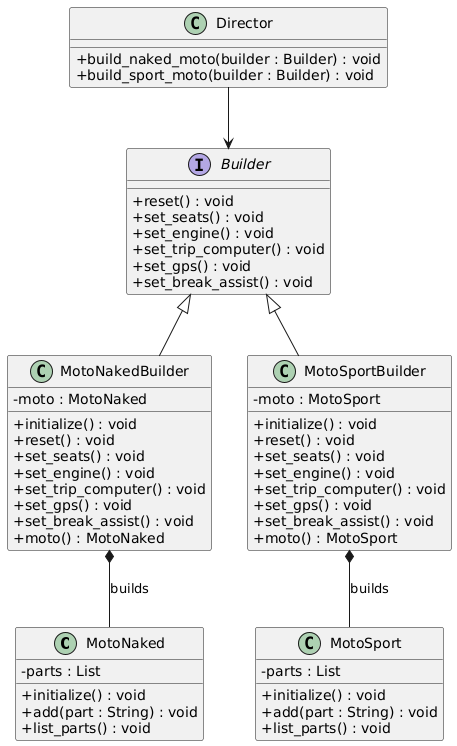 C Director
+build_naked_moto(builder : Builder) : void
+build_sport_moto(builder : Builder) : void
I Builder
+reset() : void
+set_seats() : void
+set_engine() : void
+set_trip_computer() : void
+set_gps() : void
+set_break_assist() : void
C MotoNakedBuilder
-moto : MotoNaked
+initialize() : void
+reset() : void
+set_seats() : void
+set_engine() : void
+set_trip_computer() : void
+set_gps() : void
+set_break_assist() : void
+moto() : MotoNaked
C MotoSportBuilder
-moto : MotoSport
+initialize() : void
+reset() : void
+set_seats() : void
+set_engine() : void
+set_trip_computer() : void
+set_gps() : void
+set_break_assist() : void
+moto() : MotoSport
builds
builds
C MotoNaked
-parts : List
+initialize() : void
+add(part : String) : void
+list_parts() : void
C MotoSport
-parts : List
+initialize() : void
+add(part : String) : void
+list_parts() : void